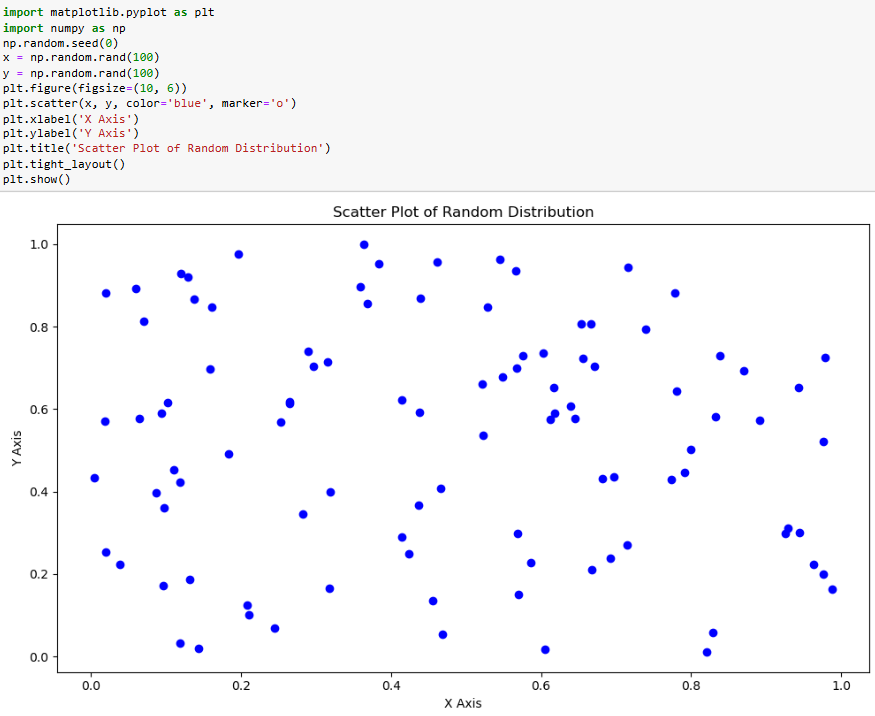 import matplotlib.pyplot as plt
import numpy as np
np.random.seed(0)
x = np.random.rand(100)
y = np.random.rand(100)
plt.figure(figsize=(10, 6))
plt.scatter(x, y, color='blue', marker='o')
plt.xlabel('X Axis')
plt.ylabel('Y Axis')
plt.title('Scatter Plot of Random Distribution')
plt.tight_layout()
plt.show()
Scatter Plot of Random Distribution
1.0
0.8
0.6
0.4
0.2
0.0
Y Axis
0.0 0.2 0.4 0.6 0.8 1.0
X Axis